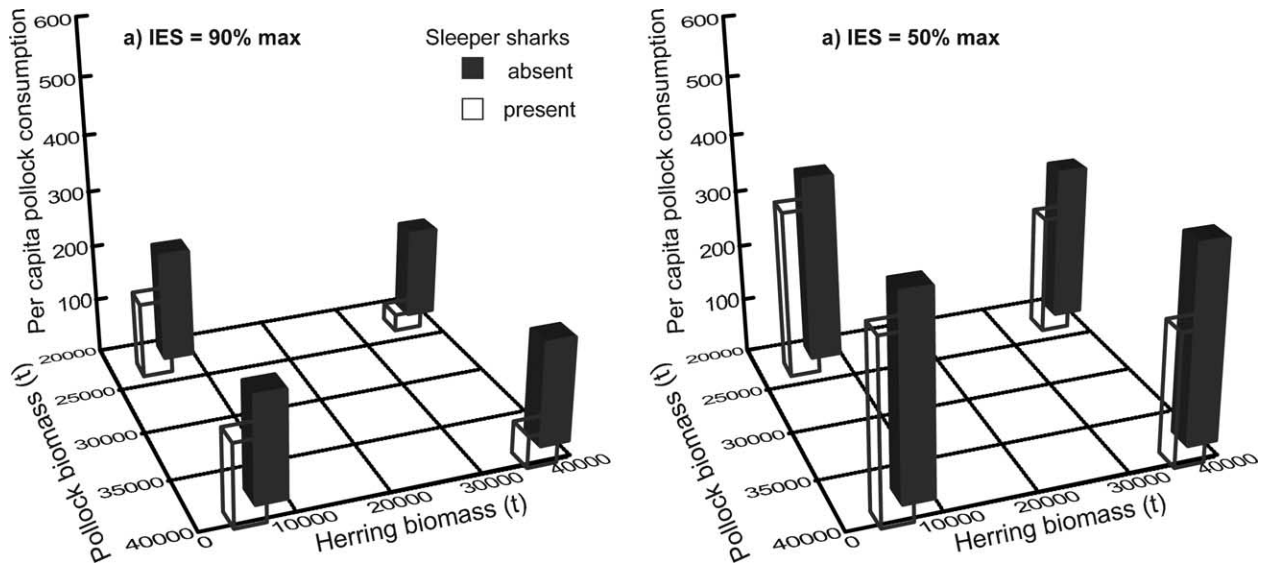 a) IES = 90% max
Sleeper sharks
absent
present
Per capita pollock consumption
600
500
400
300
200
100
20000
25000
30000
35000
40000
Pollock biomass (t)
0
10000
20000
30000
40000
Herring biomass (t)
a) IES = 50% max
Per capita pollock consumption
600
500
400
300
200
100
20000
25000
30000
35000
40000
Pollock biomass (t)
0
10000
20000
30000
40000
Herring biomass (t)